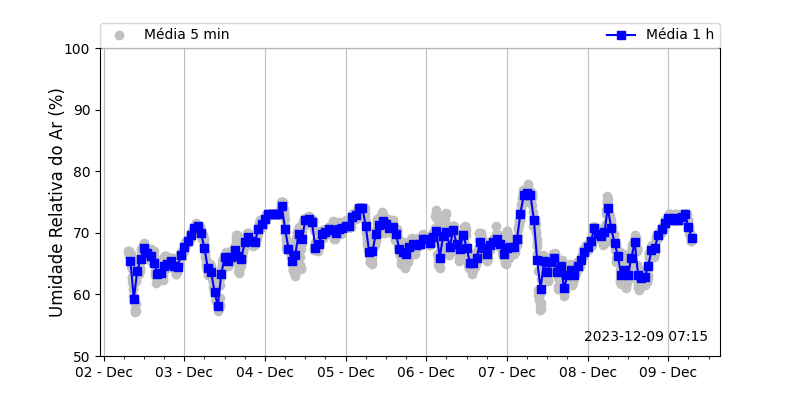 Média 5 min
Média 1 h
100
90
80
70
60
50
Umidade Relativa do Ar (%)
2023-12-09 07:15
02 - Dec
03 - Dec
04 - Dec
05 - Dec
06 - Dec
07 - Dec
08 - Dec
09 - Dec